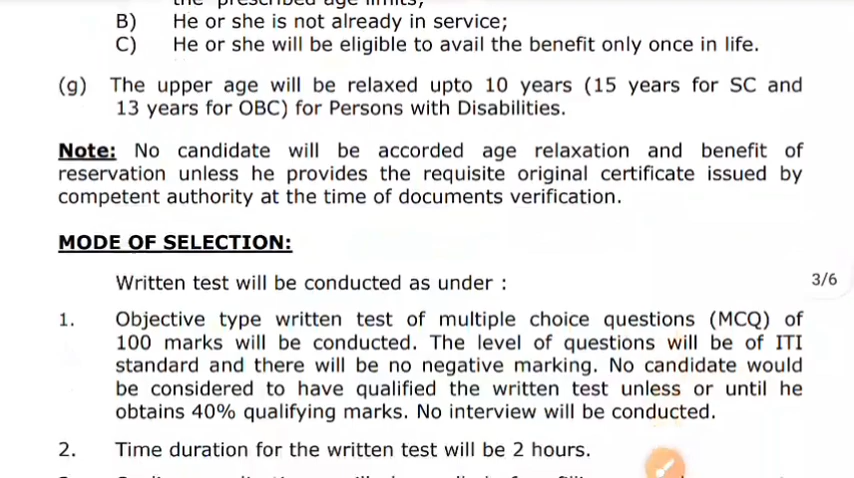 the prescribed age limits;
B) He or she is not already in service;
C) He or she will be eligible to avail the benefit only once in life.
(g) The upper age will be relaxed upto 10 years (15 years for SC and
13 years for OBC) for Persons with Disabilities.
Note: No candidate will be accorded age relaxation and benefit of
reservation unless he provides the requisite original certificate issued by
competent authority at the time of documents verification.
MODE OF SELECTION:
Written test will be conducted as under :
3/6
1. Objective type written test of multiple choice questions (MCQ) of
100 marks will be conducted. The level of questions will be of ITI
standard and there will be no negative marking. No candidate would
be considered to have qualified the written test unless or until he
obtains 40% qualifying marks. No interview will be conducted.
2. Time duration for the written test will be 2 hours.